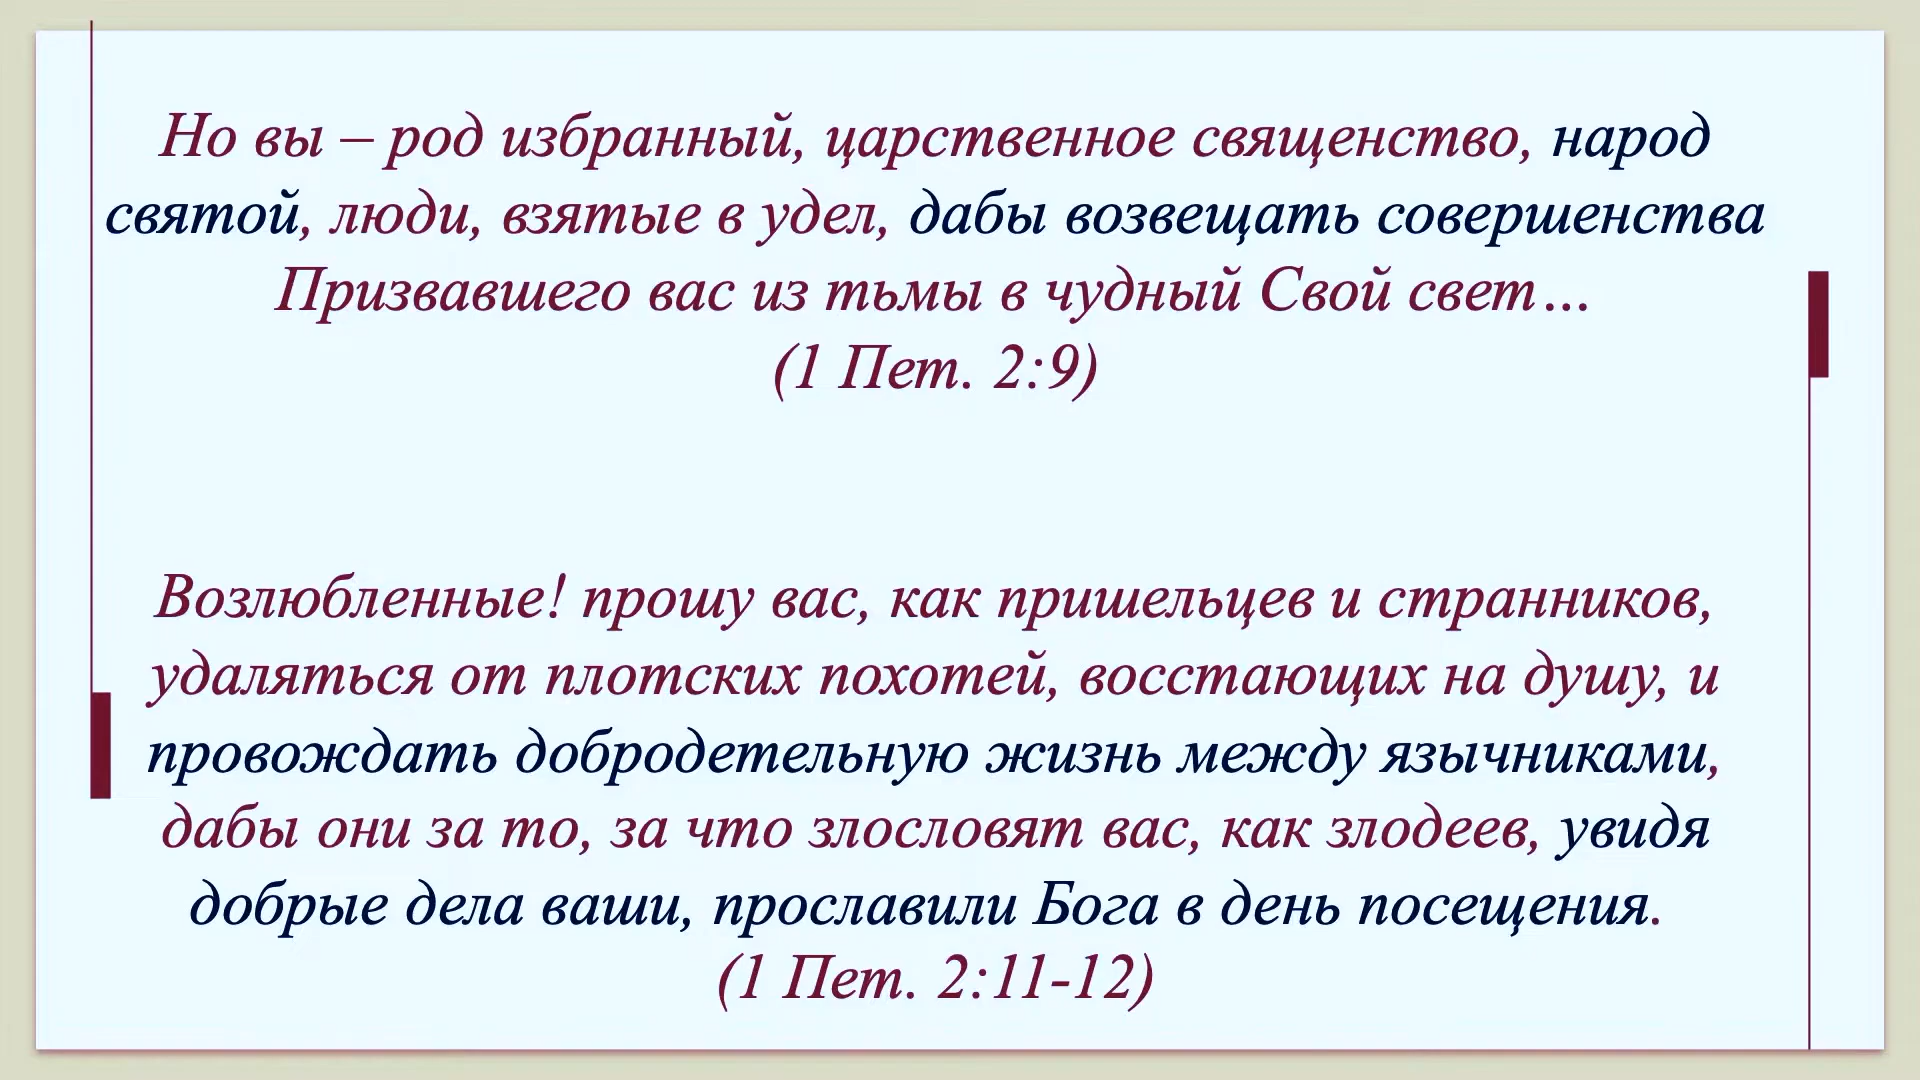 Но вы – род избранный, царственное священство, народ
святой, люди, взятые в удел, дабы возвещать совершенства
Призвавшего вас из тьмы в чудный Свой свет…
(1 Пет. 2:9)
Возлюбленные! прошу вас, как пришельцев и странников,
удаляться от плотских похотей, восстающих на душу, и
провождать добродетельную жизнь между язычниками,
дабы они за то, за что злословят вас, как злодеев, увидя
добрые дела ваши, прославили Бога в день посещения.
(1 Пет. 2:11-12)